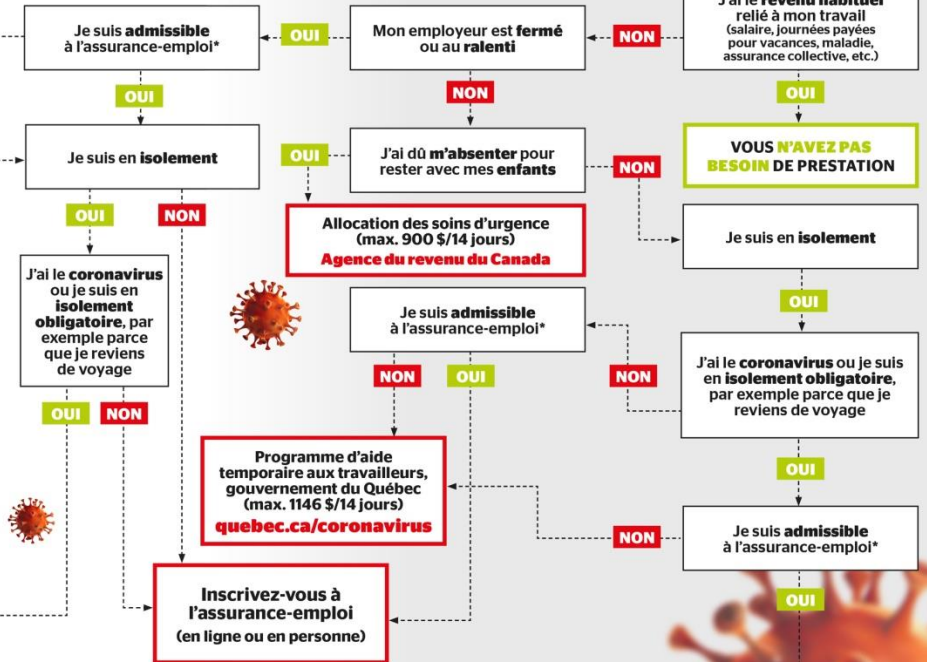 J'ai le revenu habituel
relié à mon travail
(salaire, journées payées
pour vacances, maladie,
assurance collective, etc.)
NON
Mon employeur est fermé
ou au ralenti
OUI
Je suis admissible
à l'assurance-emploi*
OUI
NON
OUI
Je suis en isolement
OUI
J'ai dû m'absenter pour
rester avec mes enfants
NON
VOUS N'AVEZ PAS
BESOIN DE PRESTATION
OUI
NON
Allocation des soins d'urgence
(max. 900 $/14 jours)
Agence du revenu du Canada
Je suis en isolement
J'ai le coronavirus
ou je suis en
isolement
obligatoire, par
exemple parce
que je reviens
de voyage
OUI
Je suis admissible
à l'assurance-emploi*
J'ai le coronavirus ou je suis
en isolement obligatoire,
par exemple parce que je
reviens de voyage
NON
OUI
NON
OUI
NON
Programme d'aide
temporaire aux travailleurs,
gouvernement du Québec
(max. 1146 $/14 jours)
quebec.ca/coronavirus
OUI
NON
Je suis admissible
à l'assurance-emploi*
Inscrivez-vous à
l'assurance-emploi
(en ligne ou en personne)
OUI